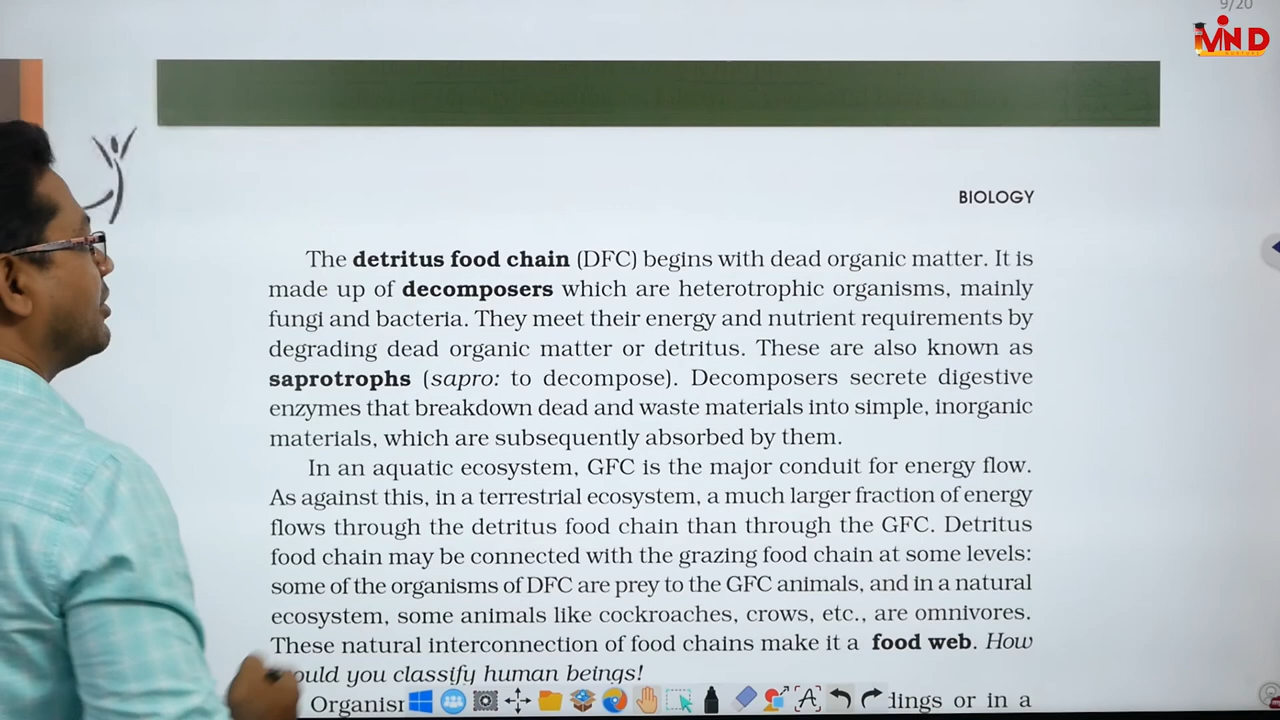 9/20
MIND
BIOLOGY
The detritus food chain (DFC) begins with dead organic matter. It is
made up of decomposers which are heterotrophic organisms, mainly
fungi and bacteria. They meet their energy and nutrient requirements by
degrading dead organic matter or detritus. These are also known as
saprotrophs (sapro: to decompose). Decomposers secrete digestive
enzymes that breakdown dead and waste materials into simple, inorganic
materials, which are subsequently absorbed by them.
In an aquatic ecosystem, GFC is the major conduit for energy flow.
As against this, in a terrestrial ecosystem, a much larger fraction of energy
flows through the detritus food chain than through the GFC. Detritus
food chain may be connected with the grazing food chain at some levels:
some of the organisms of DFC are prey to the GFC animals, and in a natural
ecosystem, some animals like cockroaches, crows, etc., are omnivores.
These natural interconnection of food chains make it a food web. How
ould you classify human beings!
Organis dings or in a